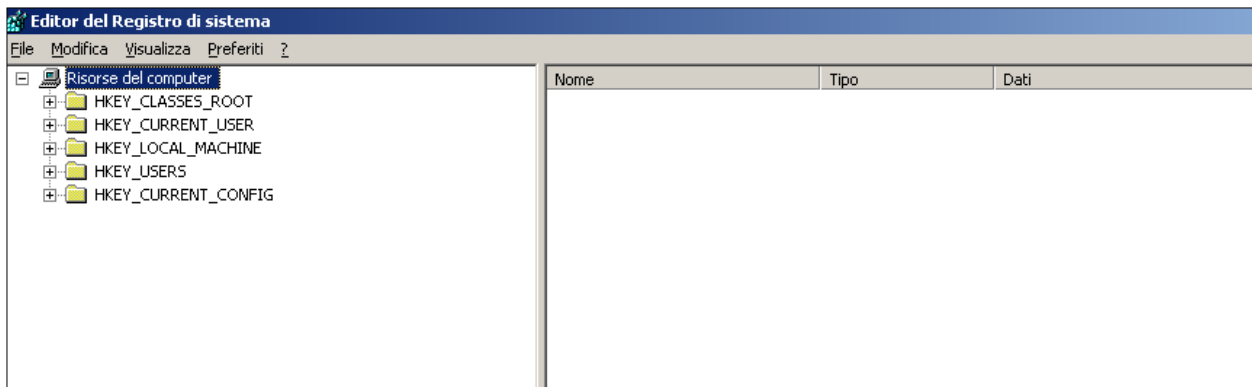 Editor del Registro di sistema
File Modifica Visualizza Preferiti ?
Risorse del computer
Nome Tipo Dati
HKEY_CLASSES_ROOT
HKEY_CURRENT_USER
HKEY_LOCAL_MACHINE
HKEY_USERS
HKEY_CURRENT_CONFIG